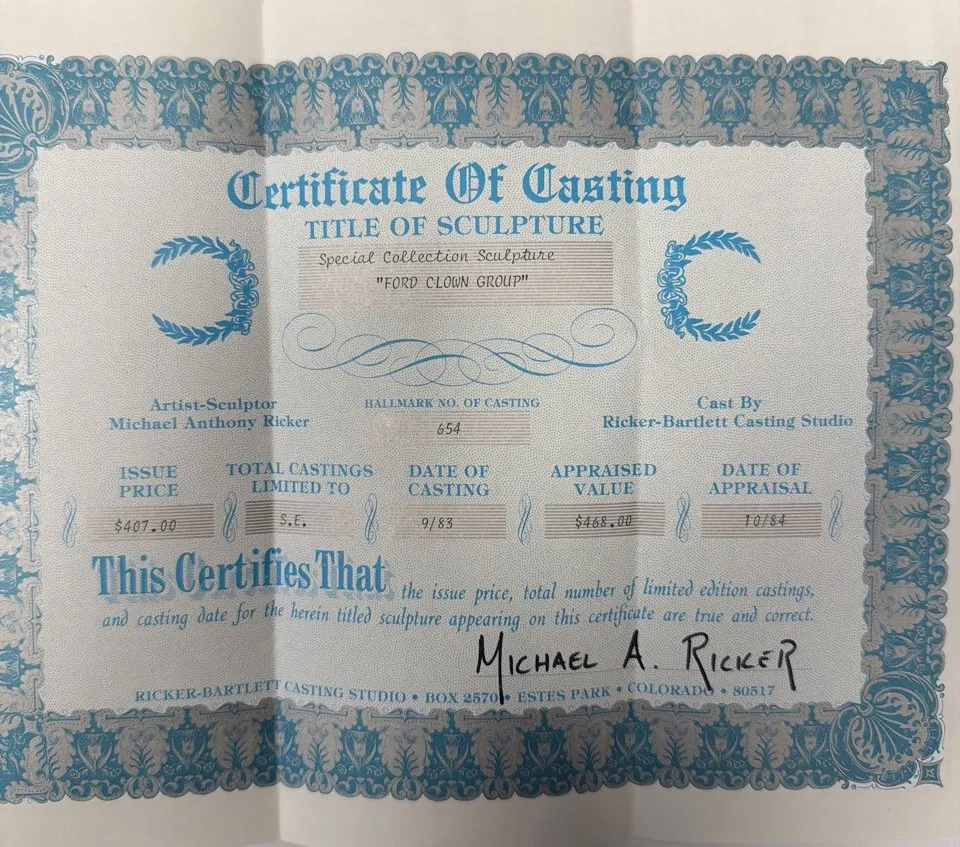 Certificate Of Casting
TITLE OF SCULPTURE
Special Collection Sculpture
"FORD CLOWN GROUP"
Artist-Sculptor
Michael Anthony Ricker
HALLMARK NO. OF CASTING
654
Cast By
Ricker-Bartlett Casting Studio
ISSUE PRICE
$407.00
TOTAL CASTINGS LIMITED TO
S.E.
DATE OF CASTING
9/83
APPRAISED VALUE
$468.00
DATE OF APPRAISAL
10/84
This Certifies That the issue price, total number of limited edition castings,
and casting date for the herein titled sculpture appearing on this certificate are true and correct.
MICHAEL A. RICKER
RICKER-BARTLETT CASTING STUDIO • BOX 2570 • ESTES PARK • COLORADO • 80517